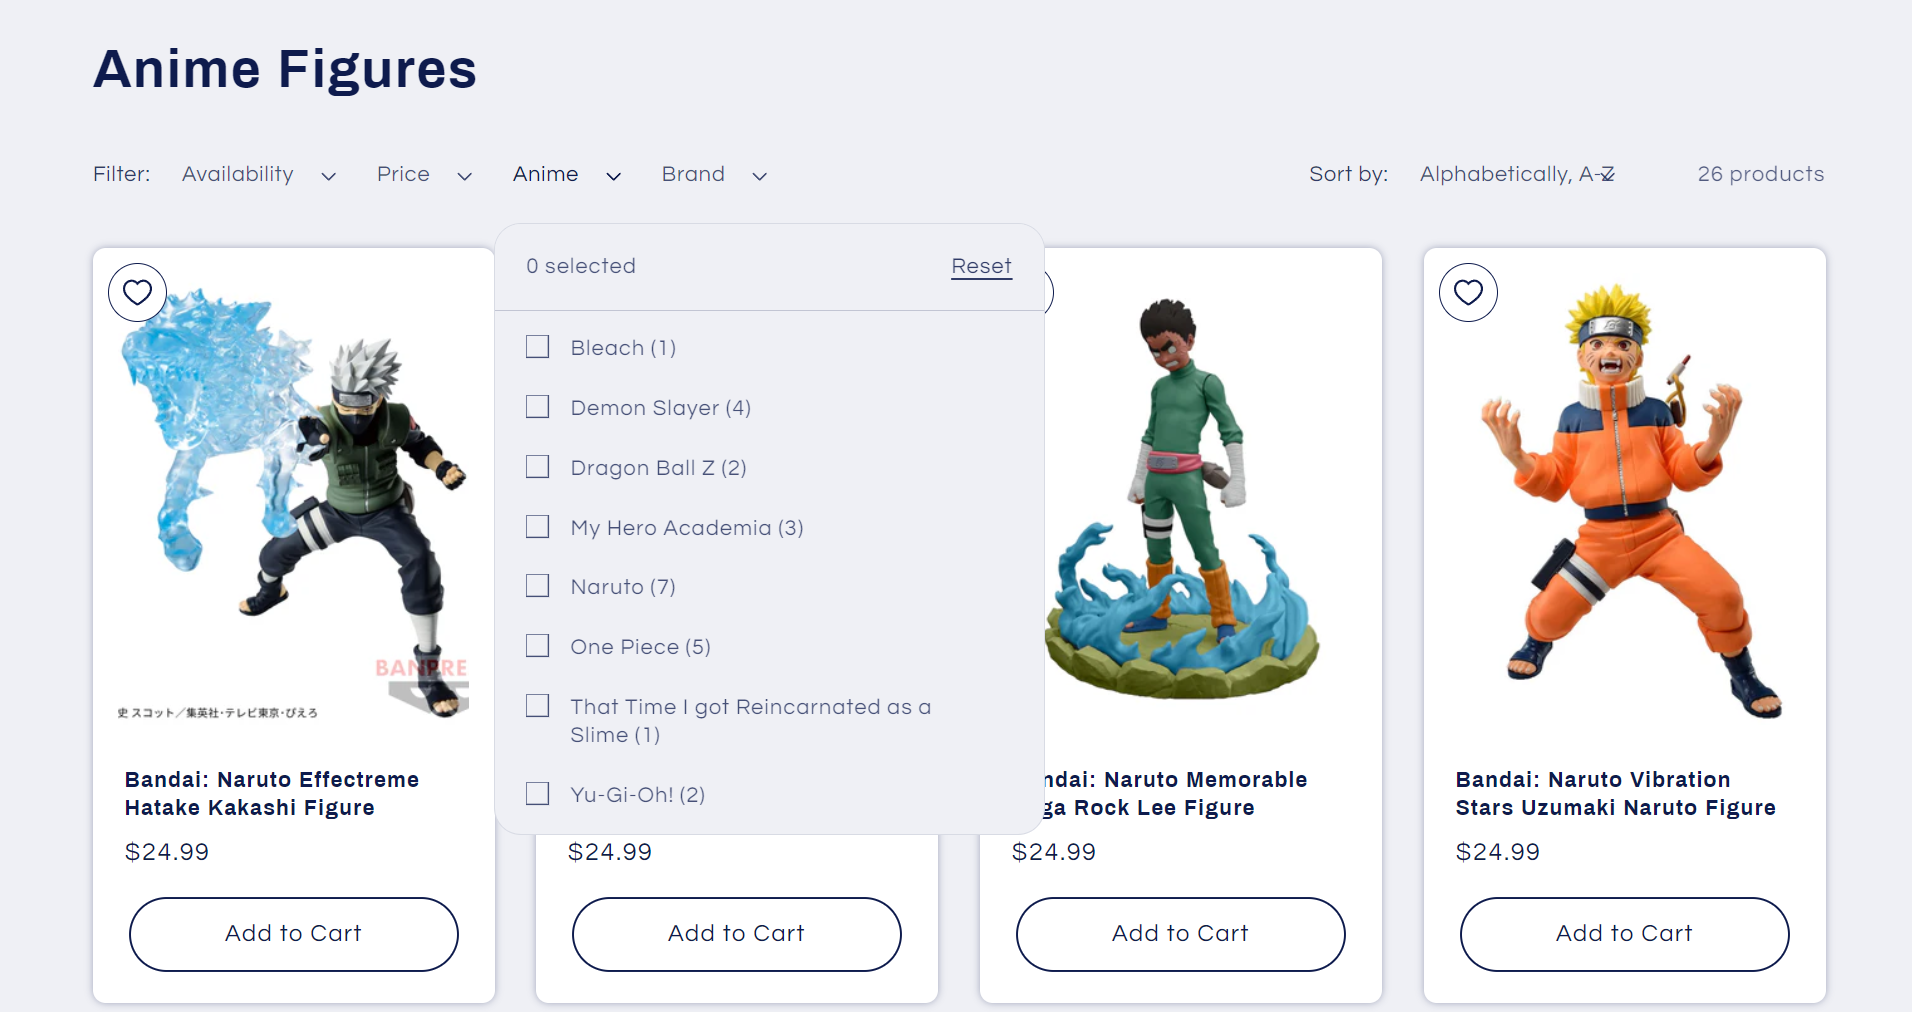 Anime Figures
Filter: Availability Price Anime Brand Sort by: Alphabetically, A-Z 26 products
0 selected Reset
Bleach (1)
Demon Slayer (4)
Dragon Ball Z (2)
My Hero Academia (3)
Naruto (7)
One Piece (5)
That Time I got Reincarnated as a
Slime (1)
Yu-Gi-Oh! (2)
BANPRE
史 スコット／集英社・テレビ東京・ぴえろ
Bandai: Naruto Effectreme
Hatake Kakashi Figure
$24.99
Add to Cart
$24.99
Add to Cart
ndai: Naruto Memorable
ga Rock Lee Figure
$24.99
Add to Cart
Bandai: Naruto Vibration
Stars Uzumaki Naruto Figure
$24.99
Add to Cart